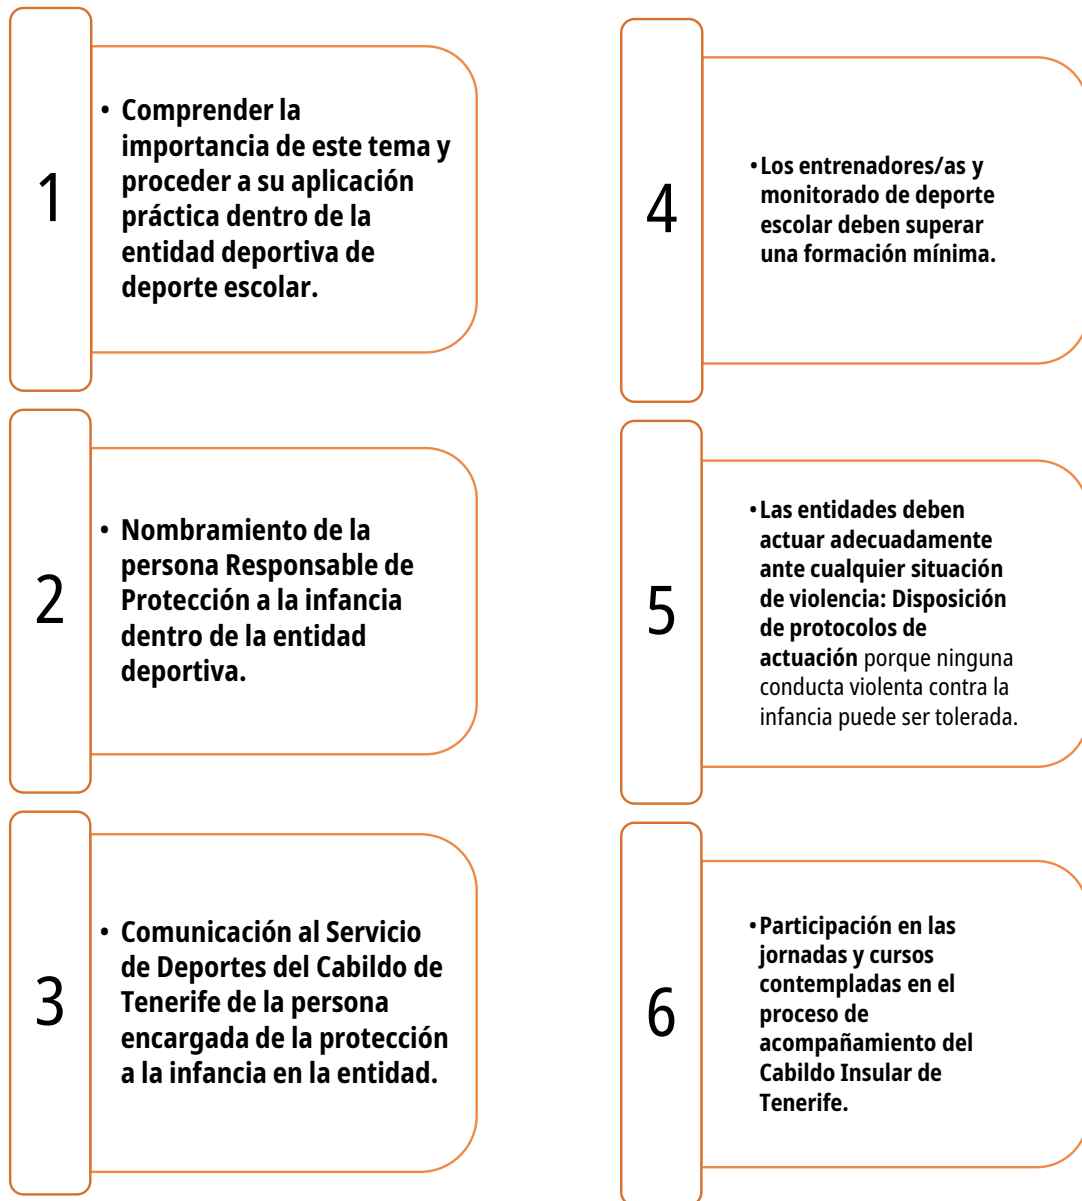 1
• Comprender la
importancia de este tema y
proceder a su aplicación
práctica dentro de la
entidad deportiva de
deporte escolar.
2
• Nombramiento de la
persona Responsable de
Protección a la infancia
dentro de la entidad
deportiva.
3
• Comunicación al Servicio
de Deportes del Cabildo de
Tenerife de la persona
encargada de la protección
a la infancia en la entidad.
4
• Los entrenadores/as y
monitorado de deporte
escolar deben superar
una formación mínima.
5
• Las entidades deben
actuar adecuadamente
ante cualquier situación
de violencia: Disposición
de protocolos de
actuación porque ninguna
conducta violenta contra la
infancia puede ser tolerada.
6
• Participación en las
jornadas y cursos
contempladas en el
proceso de
acompañamiento del
Cabildo Insular de
Tenerife.